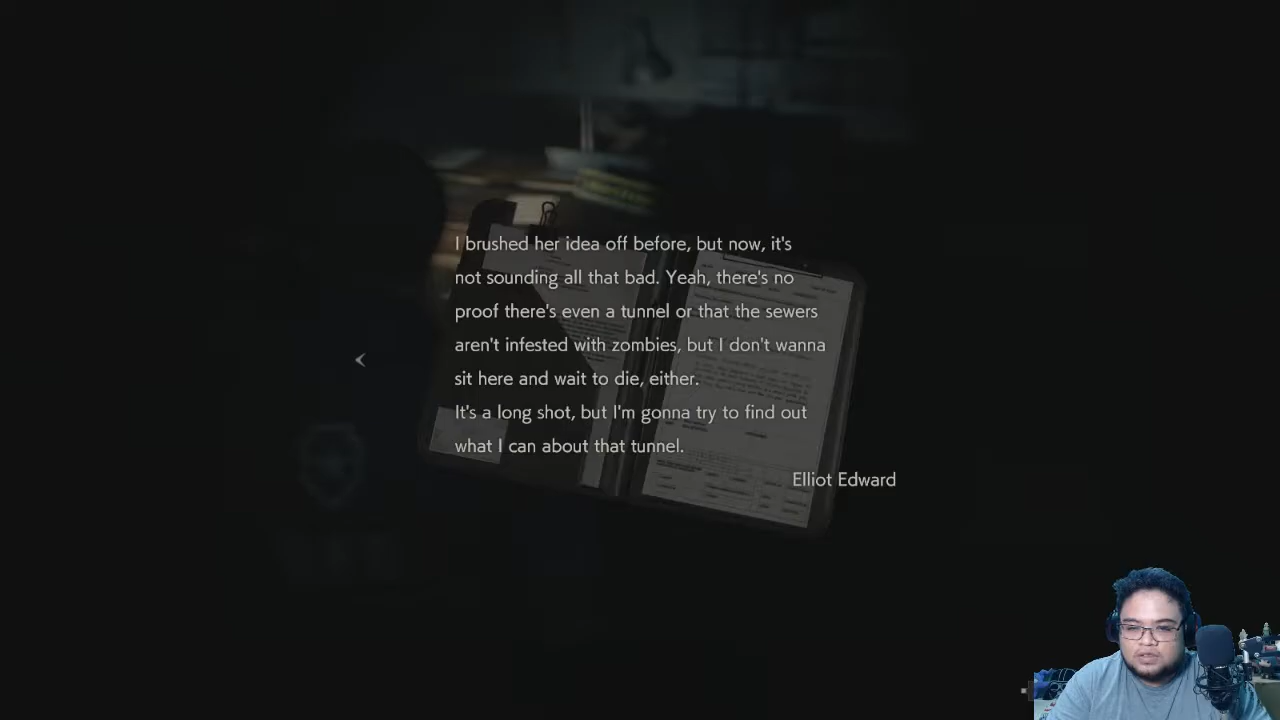 I brushed her idea off before, but now, it's
not sounding all that bad. Yeah, there's no
proof there's even a tunnel or that the sewers
aren't infested with zombies, but I don't wanna
sit here and wait to die, either.
It's a long shot, but I'm gonna try to find out
what I can about that tunnel.
Elliot Edward